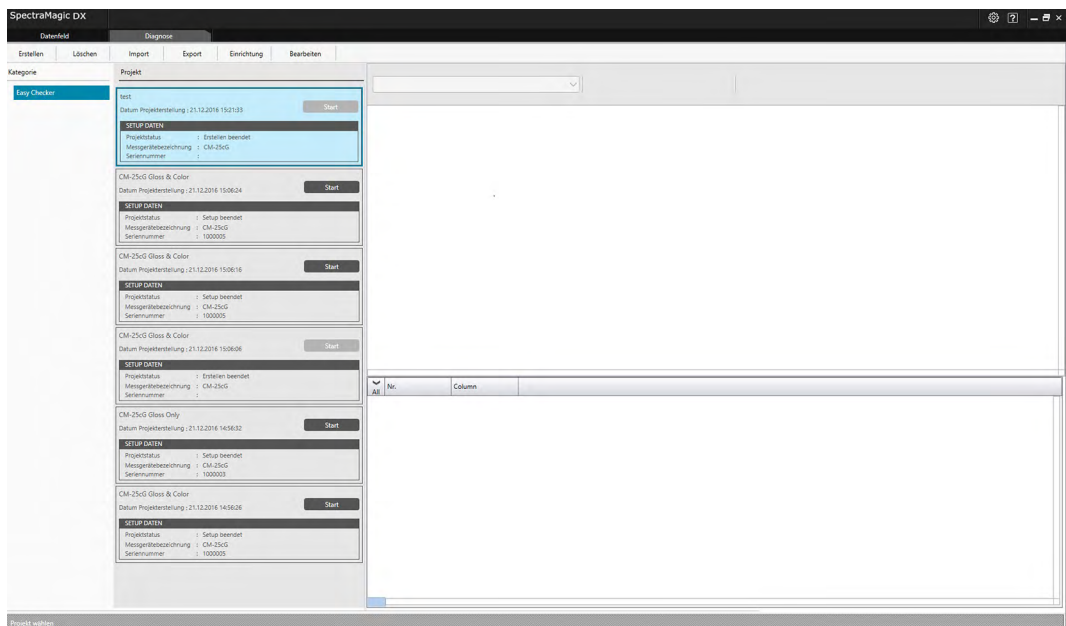 SpectraMagic DX
Datenfeld Diagnose
Erstellen Löschen Import Export Einrichtung Bearbeiten
Kategorie
Easy Checker
Projekt
test
Datum Projekterstellung : 21.12.2016 15:21:33 Start
SETUP DATEN
Projektstatus : Erstellen beendet
Messgerätebezeichnung : CM-25cG
Seriennummer :
CM-25cG Gloss & Color
Datum Projekterstellung : 21.12.2016 15:06:24 Start
SETUP DATEN
Projektstatus : Setup beendet
Messgerätebezeichnung : CM-25cG
Seriennummer : 1000005
CM-25cG Gloss & Color
Datum Projekterstellung : 21.12.2016 15:06:16 Start
SETUP DATEN
Projektstatus : Setup beendet
Messgerätebezeichnung : CM-25cG
Seriennummer : 1000005
CM-25cG Gloss & Color
Datum Projekterstellung : 21.12.2016 15:06:06 Start
SETUP DATEN
Projektstatus : Erstellen beendet
Messgerätebezeichnung : CM-25cG
Seriennummer :
CM-25cG Gloss Only
Datum Projekterstellung : 21.12.2016 14:56:32 Start
SETUP DATEN
Projektstatus : Setup beendet
Messgerätebezeichnung : CM-25cG
Seriennummer : 1000003
CM-25cG Gloss & Color
Datum Projekterstellung : 21.12.2016 14:56:26 Start
SETUP DATEN
Projektstatus : Setup beendet
Messgerätebezeichnung : CM-25cG
Seriennummer : 1000005
All Nr. Column
Projekt wählen